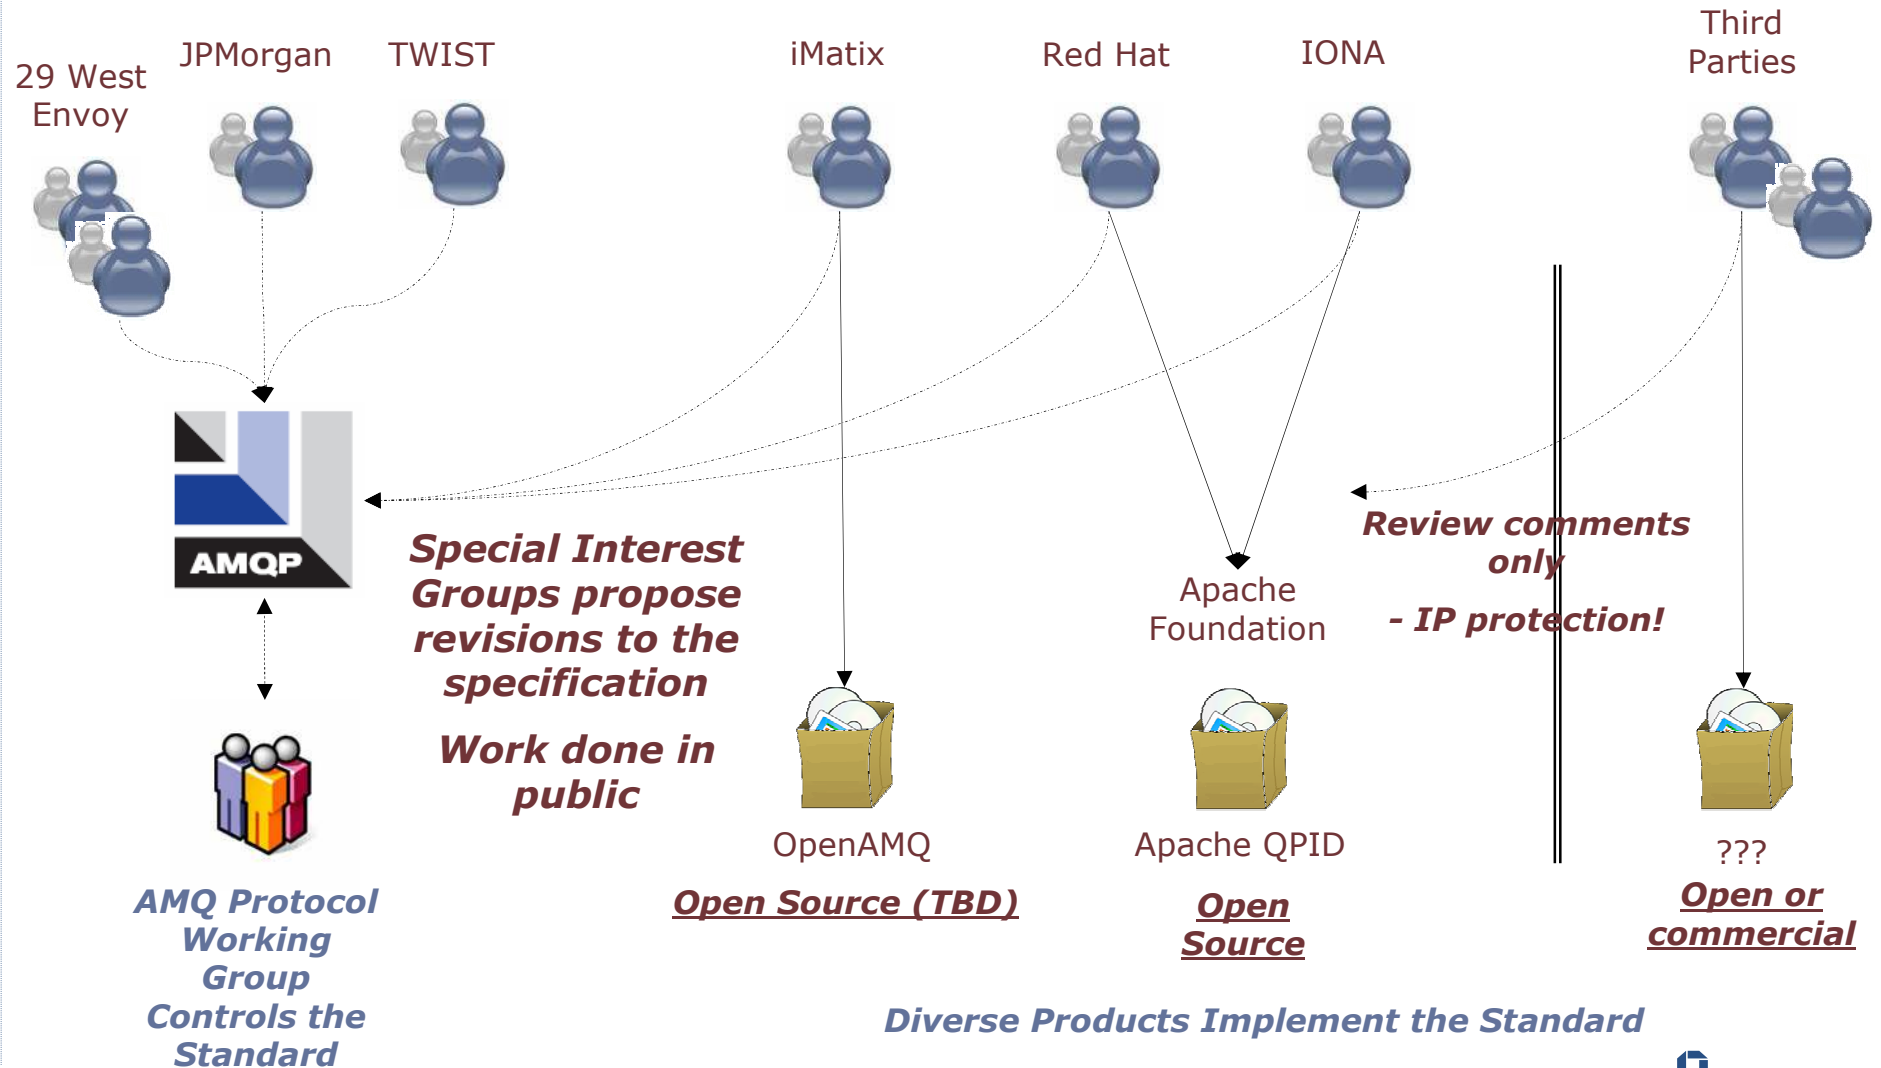 29 West
Envoy
JPMorgan
TWIST
iMatix
Red Hat
IONA
Third
Parties
AMQP
Special Interest
Groups propose
revisions to the
specification
Work done in
public
Review comments
only
- IP protection!
Apache
Foundation
OpenAMQ
Open Source (TBD)
Apache QPID
Open
Source
???
Open or
commercial
AMQ Protocol
Working
Group
Controls the
Standard
Diverse Products Implement the Standard